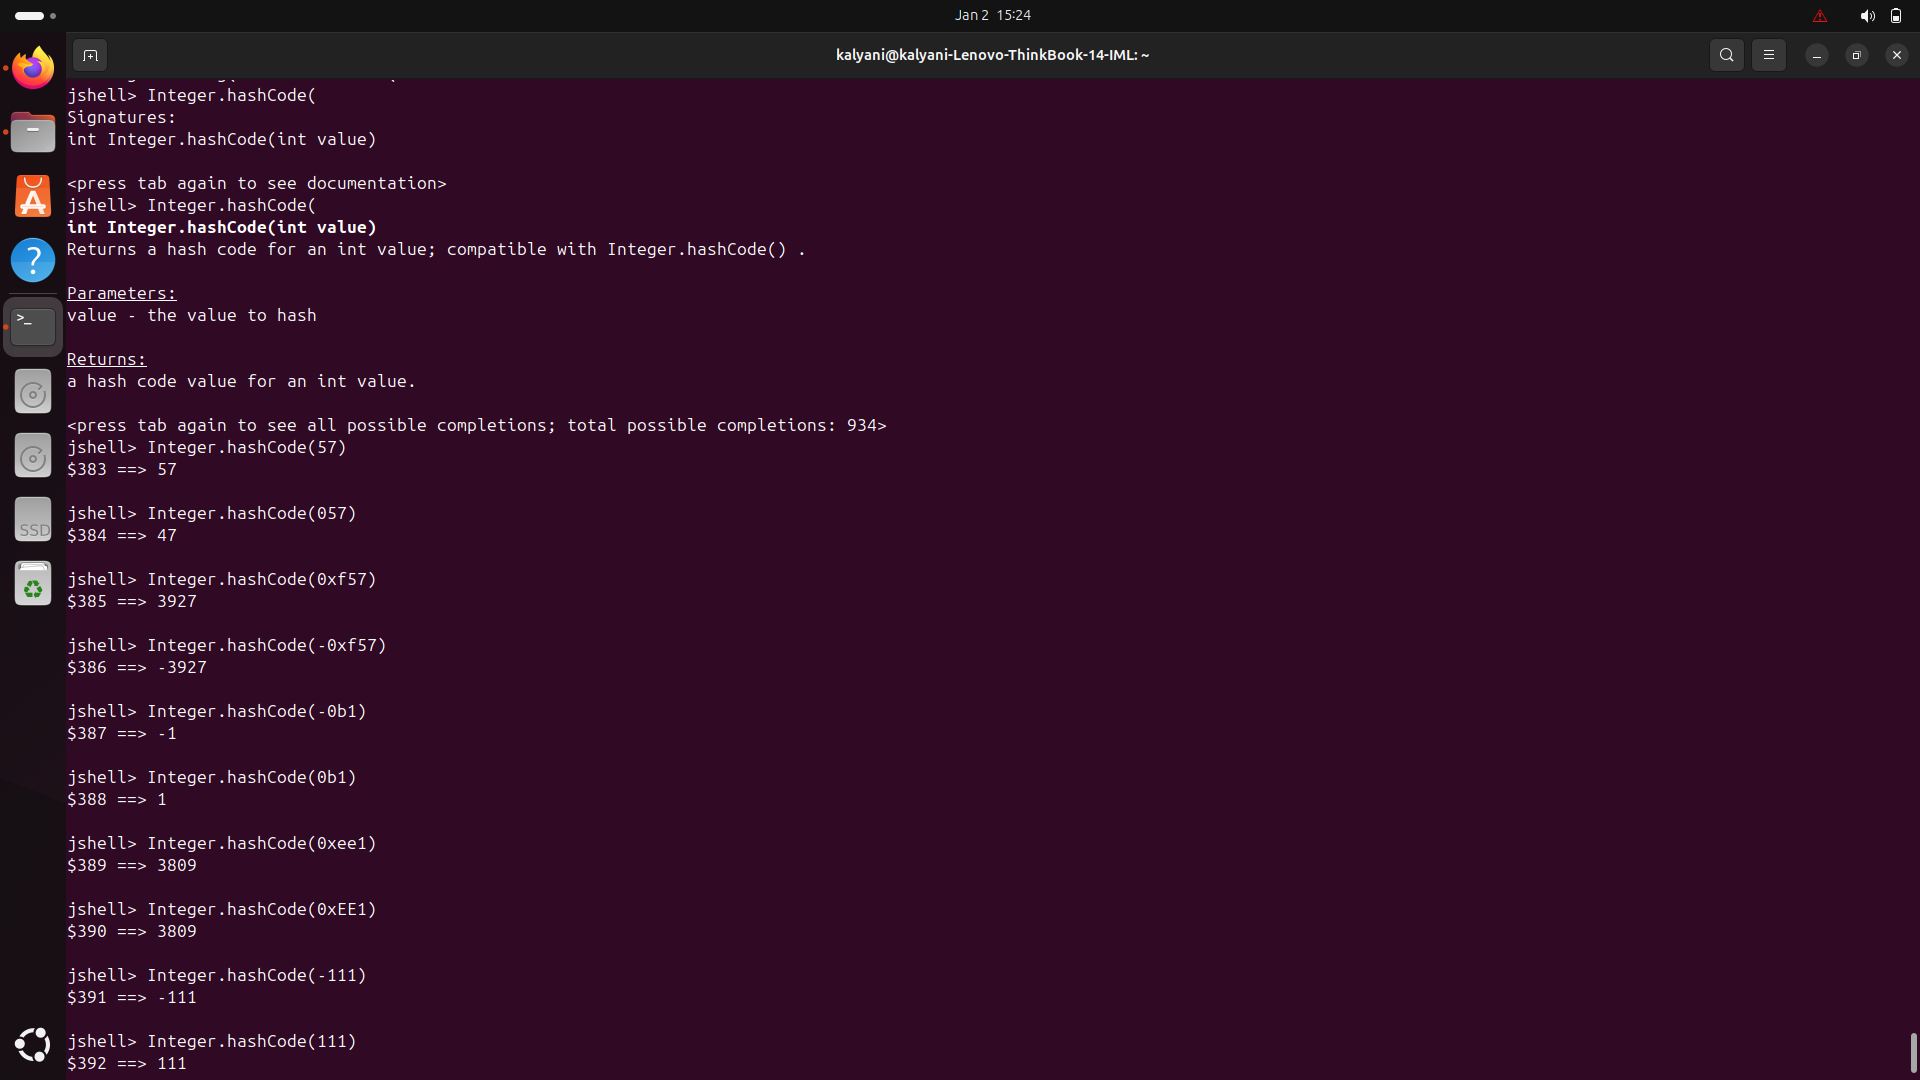 Jan 2 15:24
kalyani@kalyani-Lenovo-ThinkBook-14-IML: ~
jshell> Integer.hashCode(
Signatures:
int Integer.hashCode(int value)
<press tab again to see documentation>
jshell> Integer.hashCode(
int Integer.hashCode(int value)
Returns a hash code for an int value; compatible with Integer.hashCode() .
Parameters:
value - the value to hash
Returns:
a hash code value for an int value.
<press tab again to see all possible completions; total possible completions: 934>
jshell> Integer.hashCode(57)
$383 ==> 57
jshell> Integer.hashCode(057)
$384 ==> 47
jshell> Integer.hashCode(0xf57)
$385 ==> 3927
jshell> Integer.hashCode(-0xf57)
$386 ==> -3927
jshell> Integer.hashCode(-0b1)
$387 ==> -1
jshell> Integer.hashCode(0b1)
$388 ==> 1
jshell> Integer.hashCode(0xee1)
$389 ==> 3809
jshell> Integer.hashCode(0xEE1)
$390 ==> 3809
jshell> Integer.hashCode(-111)
$391 ==> -111
jshell> Integer.hashCode(111)
$392 ==> 111
SSD